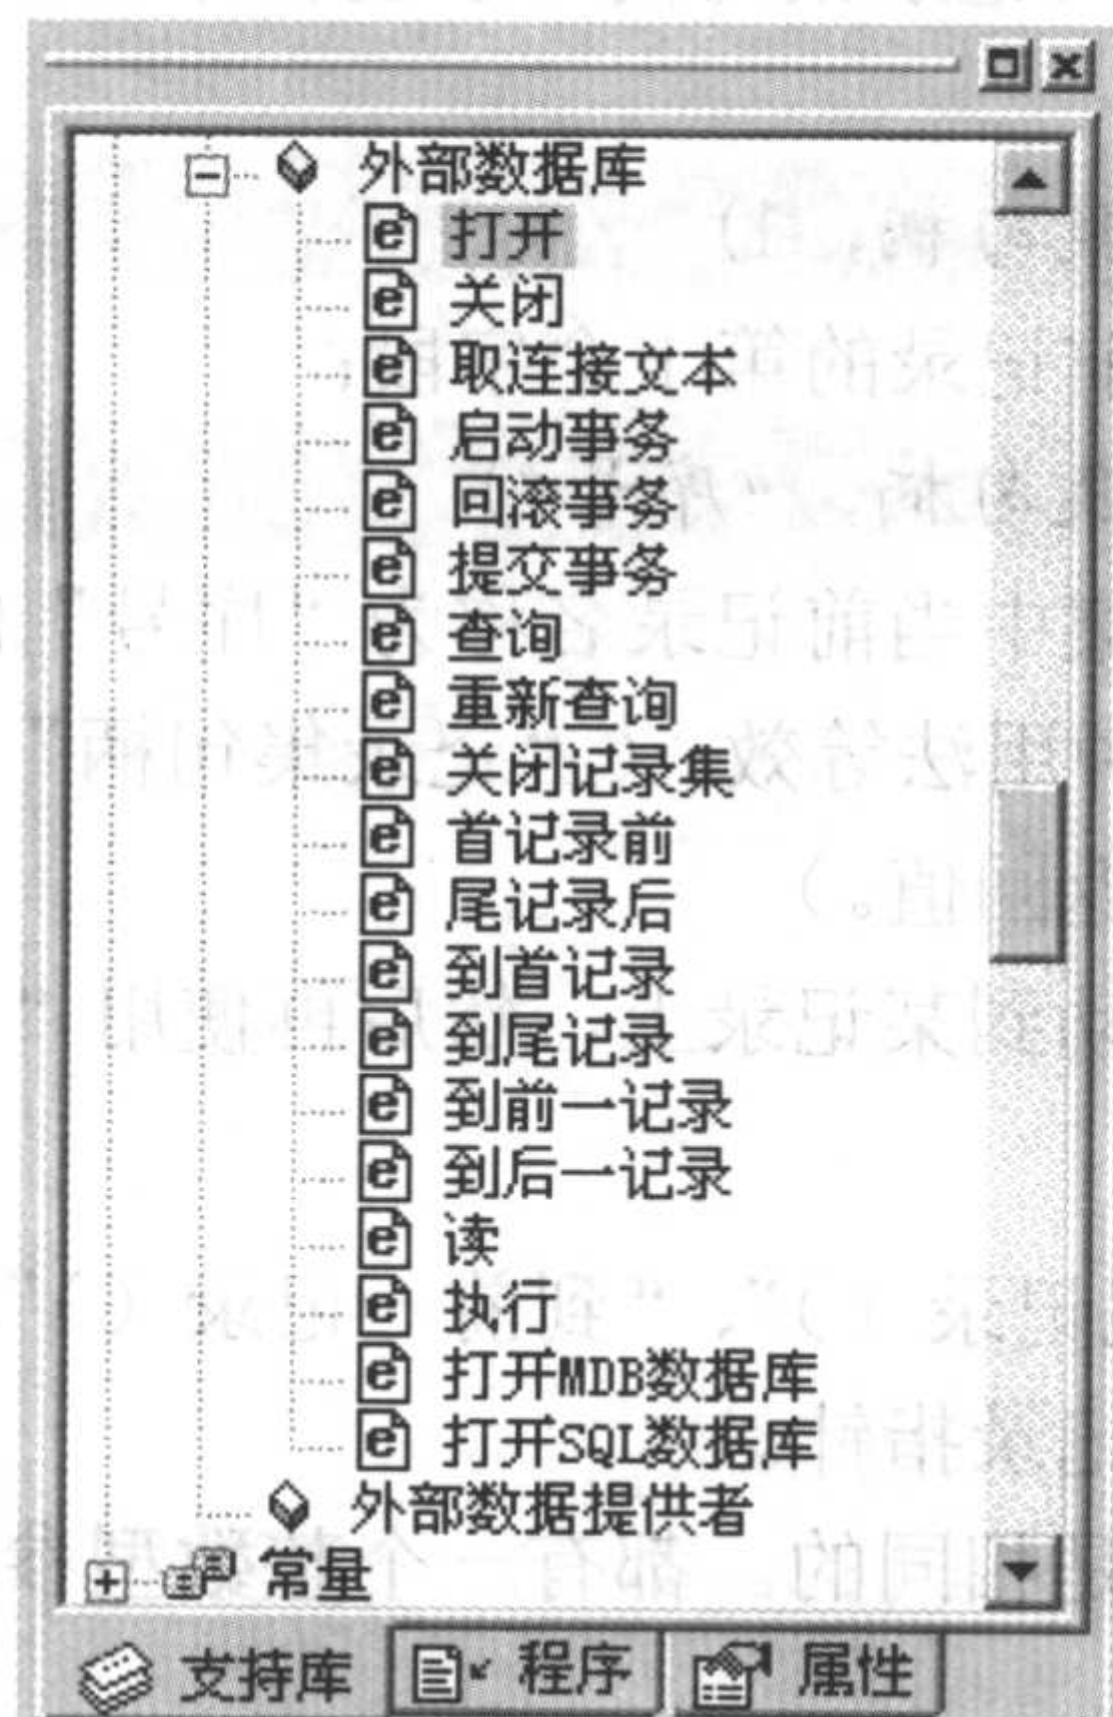 外部数据库
打开
关闭
取连接文本
启动事务
回滚事务
提交事务
查询
重新查询
关闭记录集
首记录前
尾记录后
到首记录
到尾记录
到前一记录
到后一记录
读
执行
打开MDB数据库
打开SQL数据库
外部数据提供者
常量
支持库 程序 属性